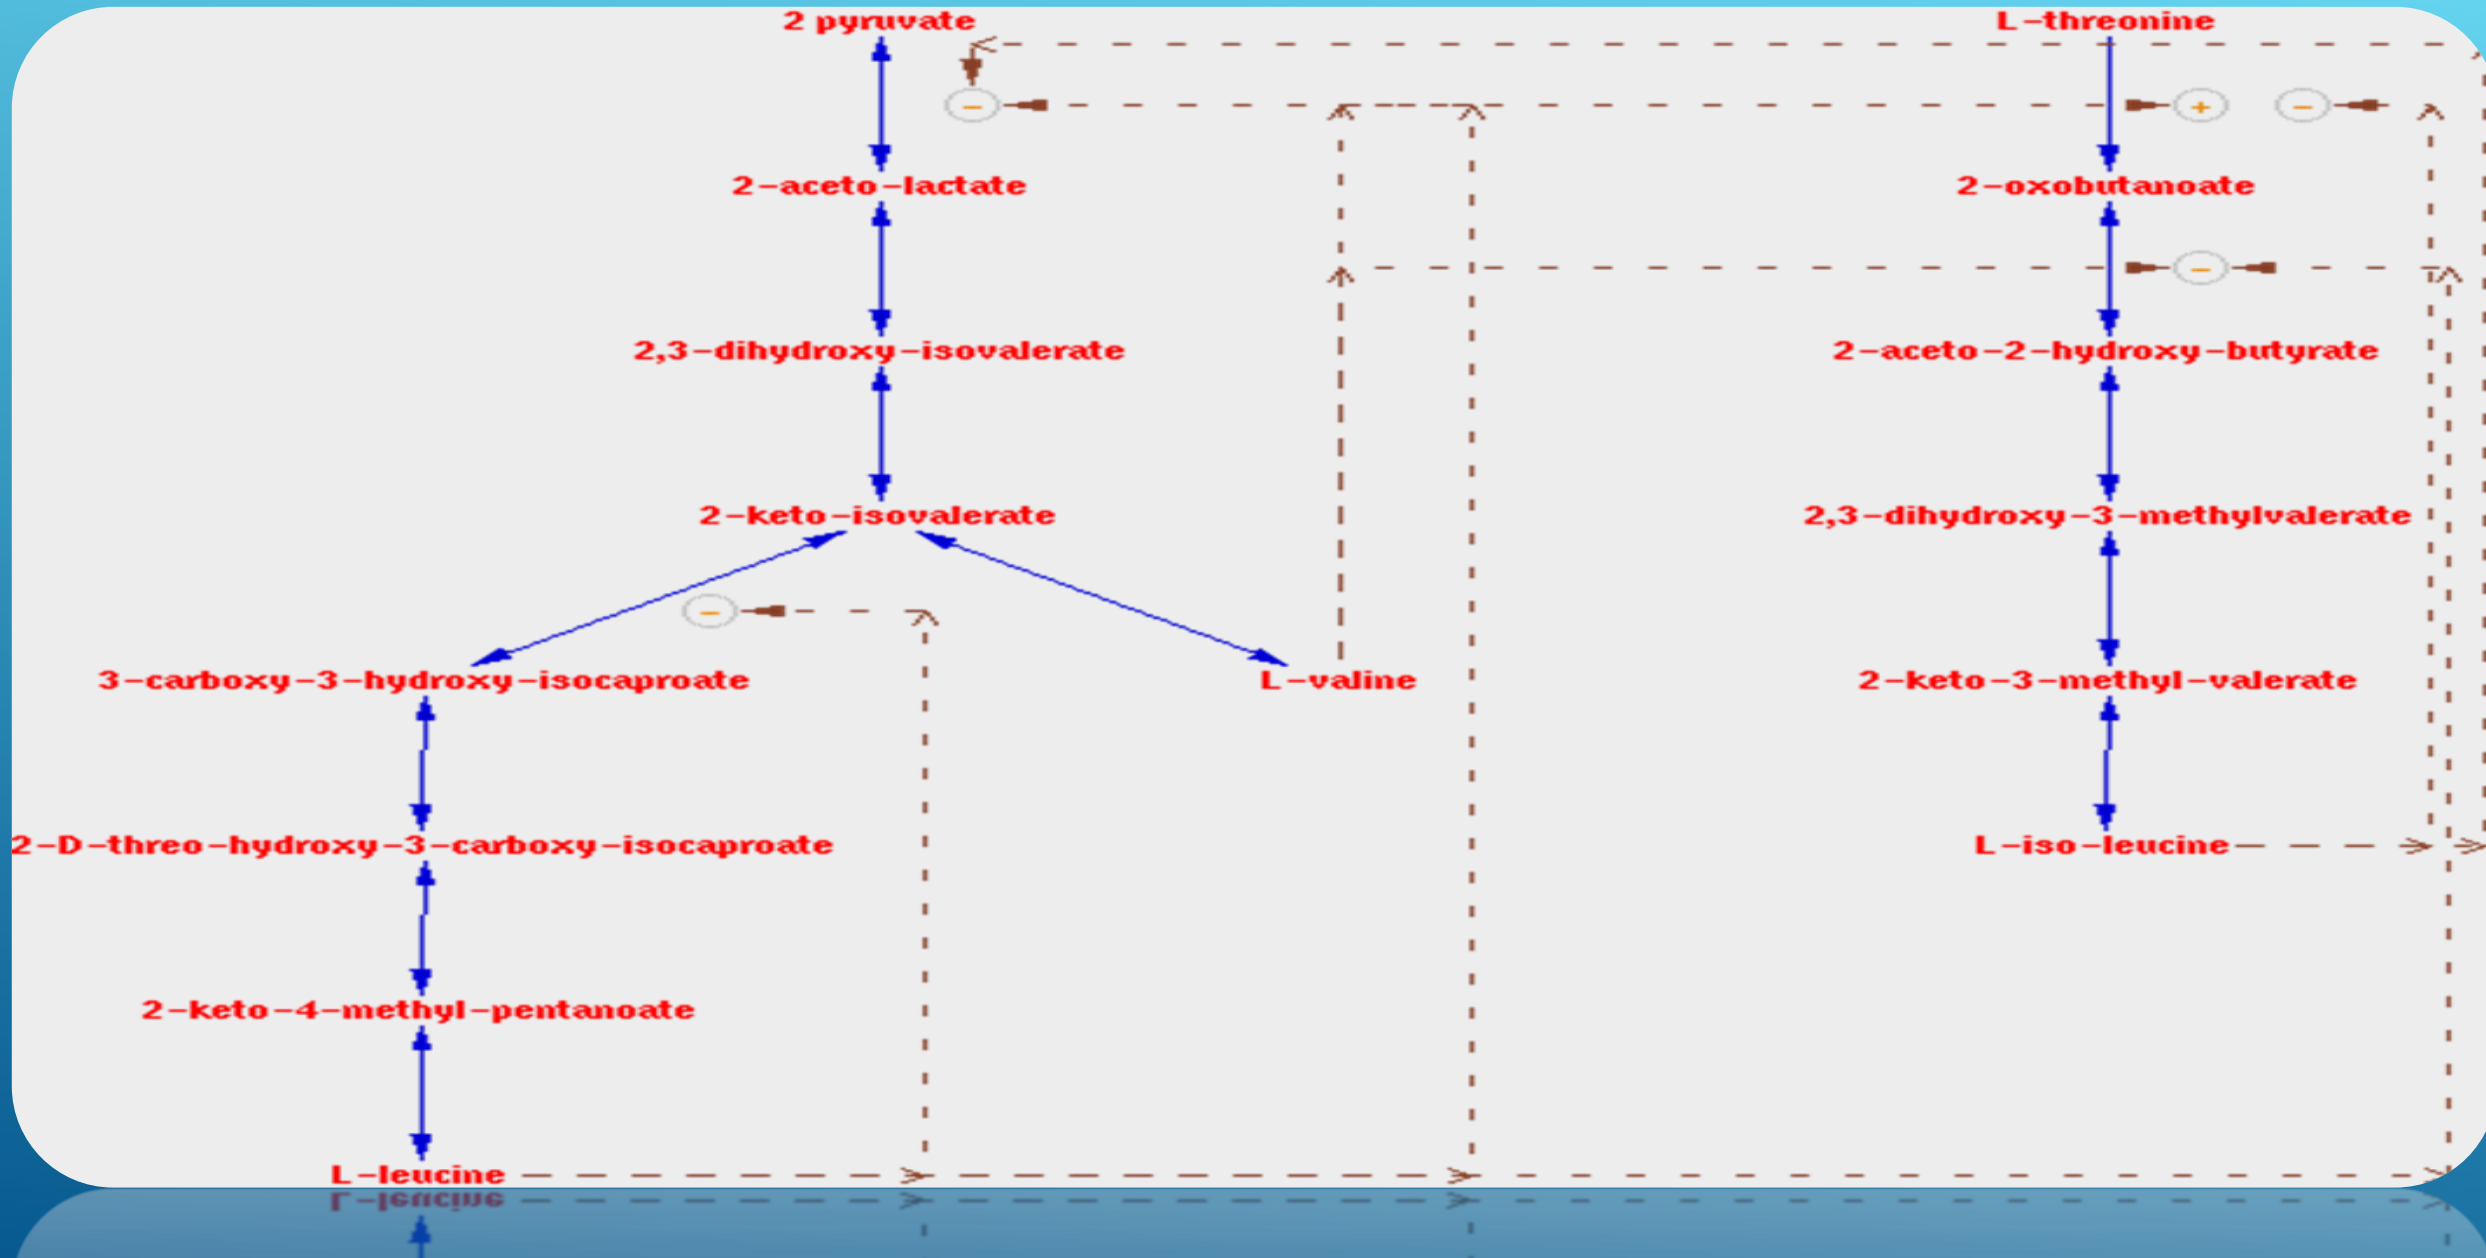 2 pyruvate
L-threonine
-
+
-
2-aceto-lactate
2-oxobutanoate
-
2,3-dihydroxy-isovalerate
2-aceto-2-hydroxy-butyrate
2-keto-isovalerate
2,3-dihydroxy-3-methylvalerate
-
3-carboxy-3-hydroxy-isocaproate
L-valine
2-keto-3-methyl-valerate
2-D-threo-hydroxy-3-carboxy-isocaproate
L-iso-leucine
2-keto-4-methyl-pentanoate
L-leucine